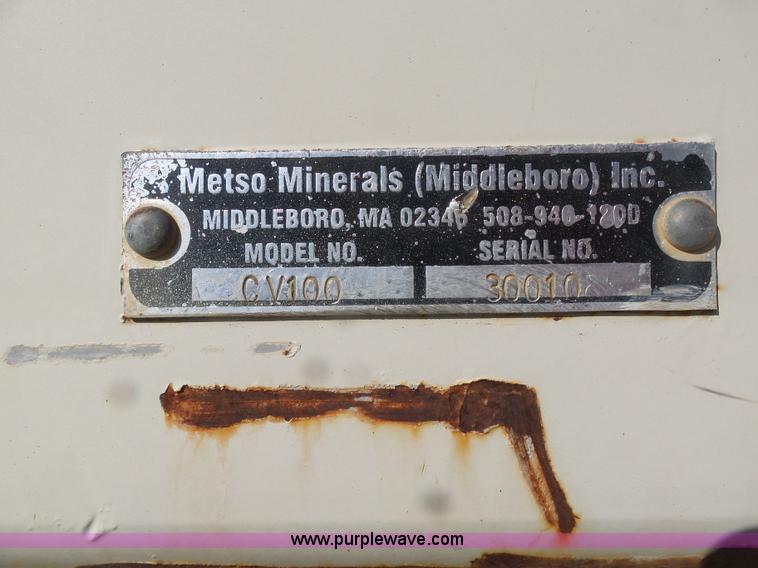 Metso Minerals (Middleboro) Inc.
MIDDLEBORO, MA 02346 508-946-1200
MODEL NO. SERIAL NO.
CV100 30010
www.purplewave.com